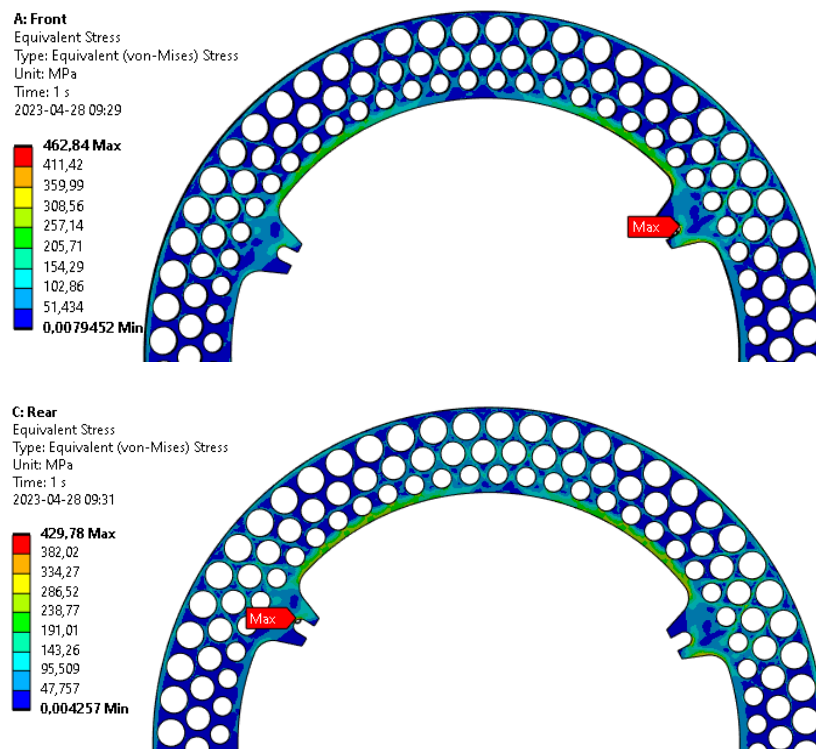 A: Front
Equivalent Stress
Type: Equivalent (von-Mises) Stress
Unit: MPa
Time: 1 s
2023-04-28 09:29
462,84 Max
411,42
359,99
308,56
257,14
205,71
154,29
102,86
51,434
0,0079452 Min
Max
C: Rear
Equivalent Stress
Type: Equivalent (von-Mises) Stress
Unit: MPa
Time: 1 s
2023-04-28 09:31
429,78 Max
382,02
334,27
286,52
238,77
191,01
143,26
95,509
47,757
0,004257 Min
Max